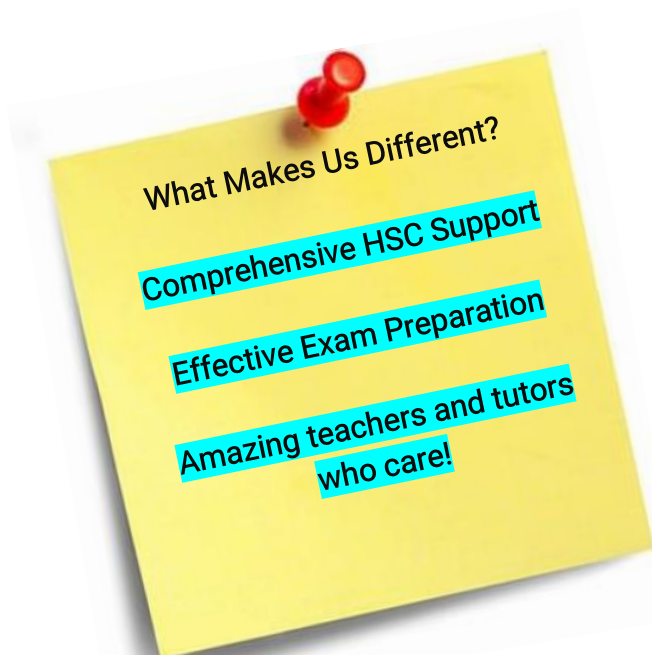 What Makes Us Different?
Comprehensive HSC Support
Effective Exam Preparation
Amazing teachers and tutors
who care!